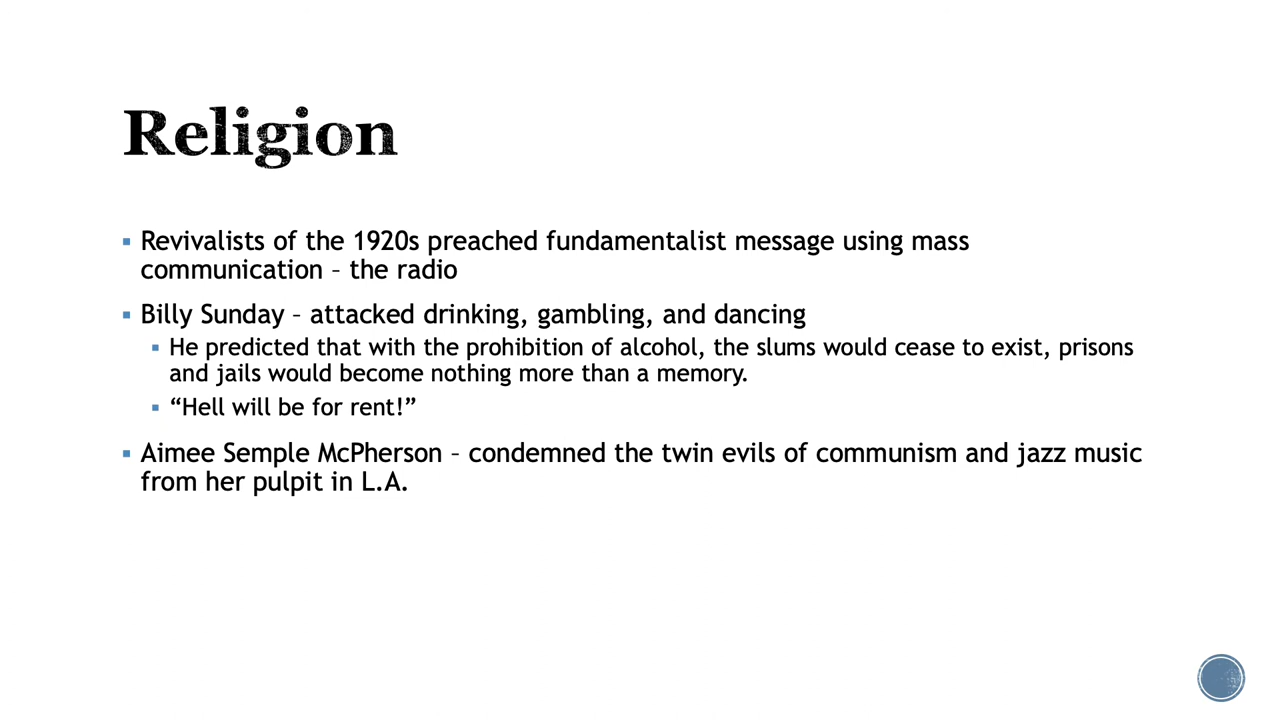 Religion
▪ Revivalists of the 1920s preached fundamentalist message using mass
communication – the radio
▪ Billy Sunday – attacked drinking, gambling, and dancing
▪ He predicted that with the prohibition of alcohol, the slums would cease to exist, prisons
and jails would become nothing more than a memory.
▪ “Hell will be for rent!”
▪ Aimee Semple McPherson – condemned the twin evils of communism and jazz music
from her pulpit in L.A.